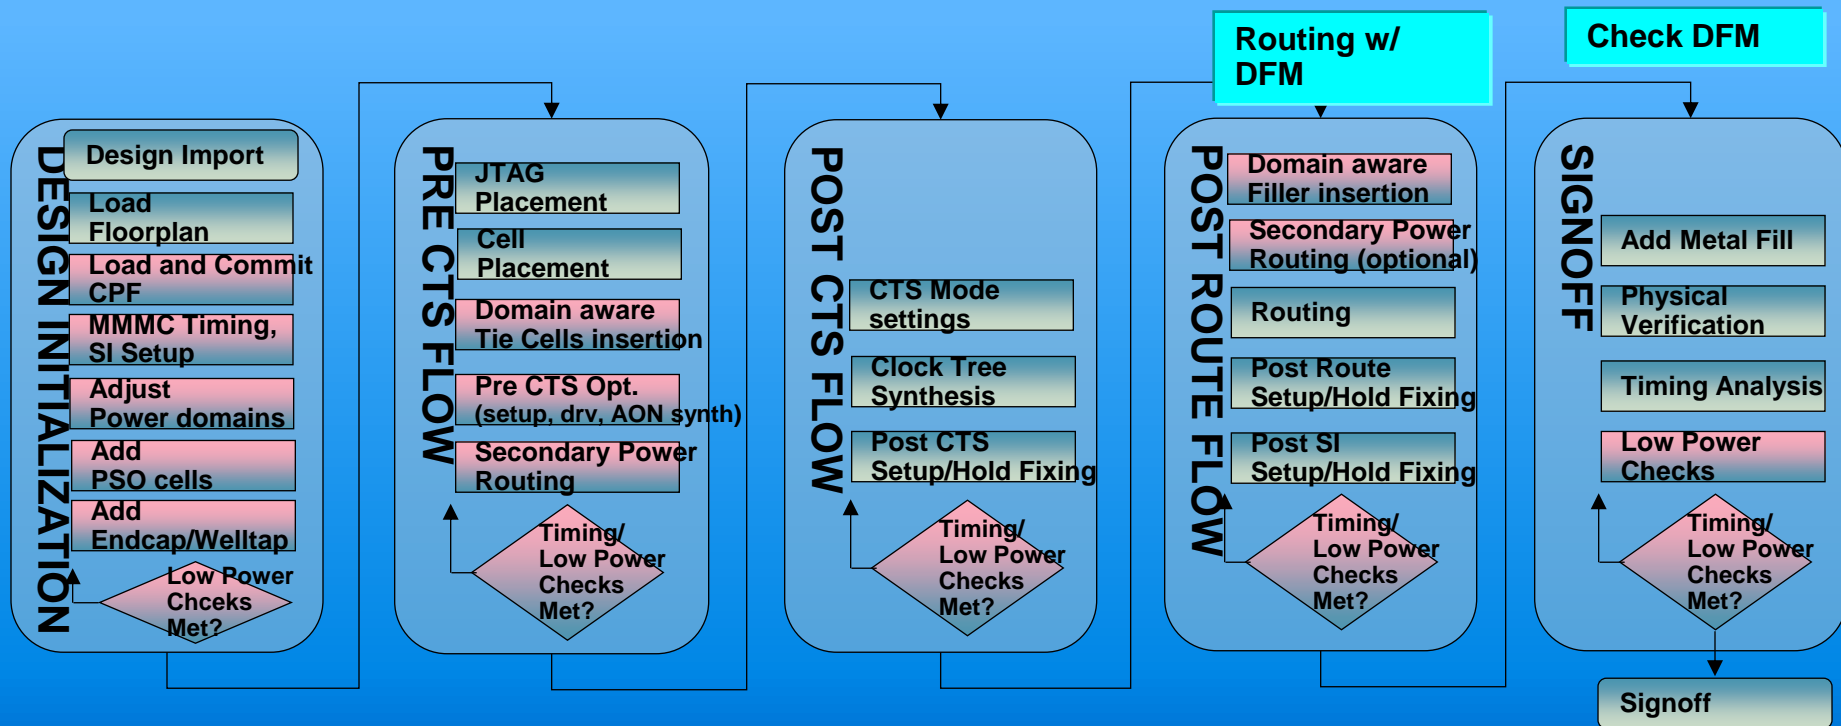 Routing w/
DFM
Check DFM
DESIGN INITIALIZATION
Design Import
Load
Floorplan
Load and Commit
CPF
MMMC Timing,
SI Setup
Adjust
Power domains
Add
PSO cells
Add
Endcap/Welltap
Low Power
Chceks
Met?
PRE CTS FLOW
JTAG
Placement
Cell
Placement
Domain aware
Tie Cells insertion
Pre CTS Opt.
(setup, drv, AON synth)
Secondary Power
Routing
Timing/
Low Power
Checks
Met?
POST CTS FLOW
CTS Mode
settings
Clock Tree
Synthesis
Post CTS
Setup/Hold Fixing
Timing/
Low Power
Checks
Met?
POST ROUTE FLOW
Domain aware
Filler insertion
Secondary Power
Routing (optional)
Routing
Post Route
Setup/Hold Fixing
Post SI
Setup/Hold Fixing
Timing/
Low Power
Checks
Met?
SIGNOFF
Add Metal Fill
Physical
Verification
Timing Analysis
Low Power
Checks
Timing/
Low Power
Checks
Met?
Signoff